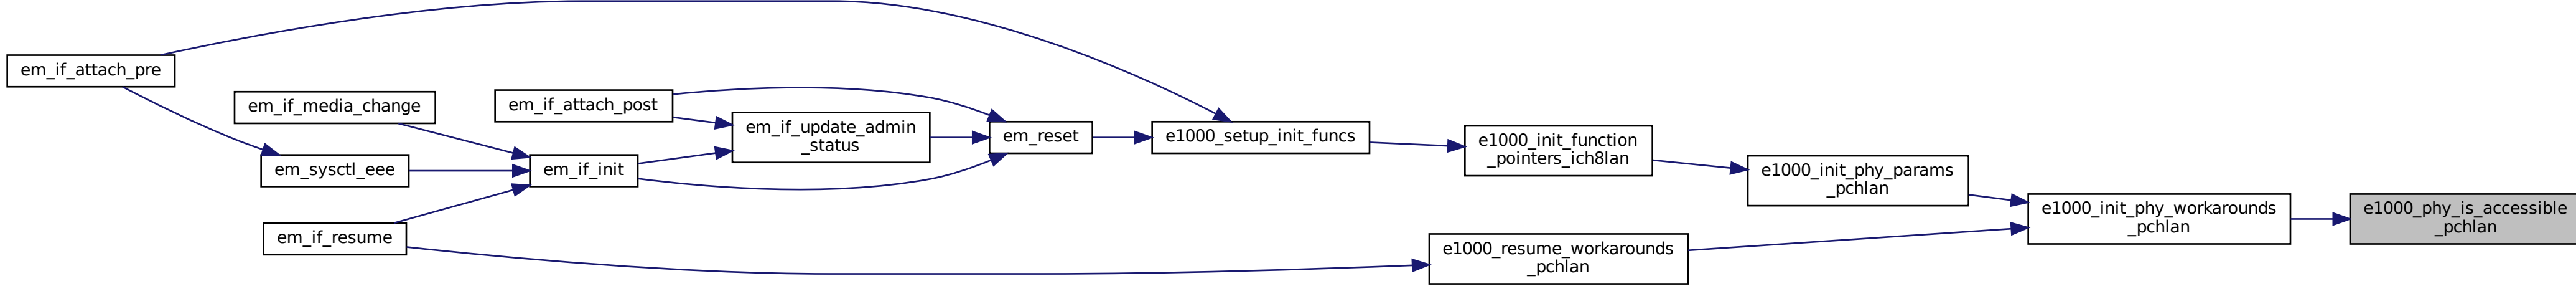 em_if_attach_pre
em_if_media_change
em_sysctl_eee
em_if_resume
em_if_attach_post
em_if_init
em_if_update_admin
_status
em_reset
e1000_setup_init_funcs
e1000_init_function
_pointers_ich8lan
e1000_resume_workarounds
_pchlan
e1000_init_phy_params
_pchlan
e1000_init_phy_workarounds
_pchlan
e1000_phy_is_accessible
_pchlan